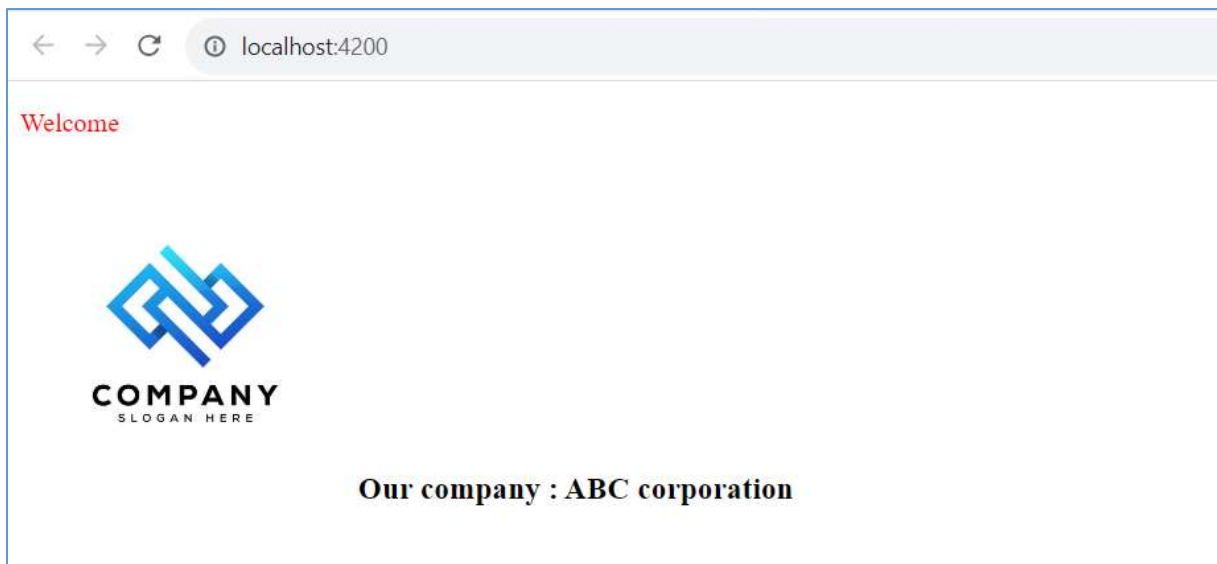 localhost:4200
Welcome
COMPANY
SLOGAN HERE
Our company : ABC corporation